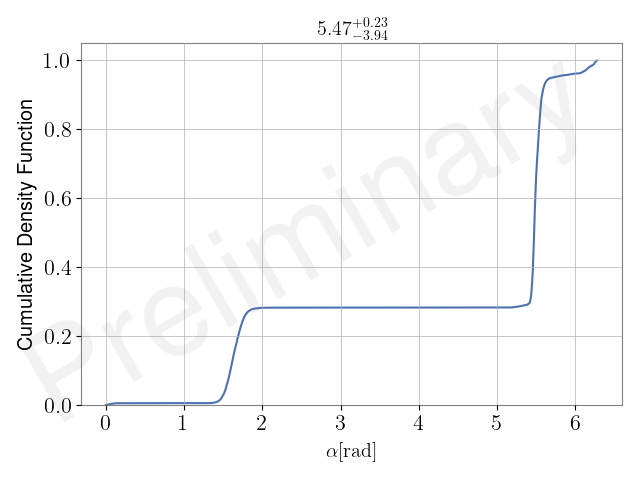 5.47^{+0.23}_{-3.94}
1.0
0.8
0.6
0.4
0.2
0.0
Cumulative Density Function
Preliminary
0 1 2 3 4 5 6
α[rad]